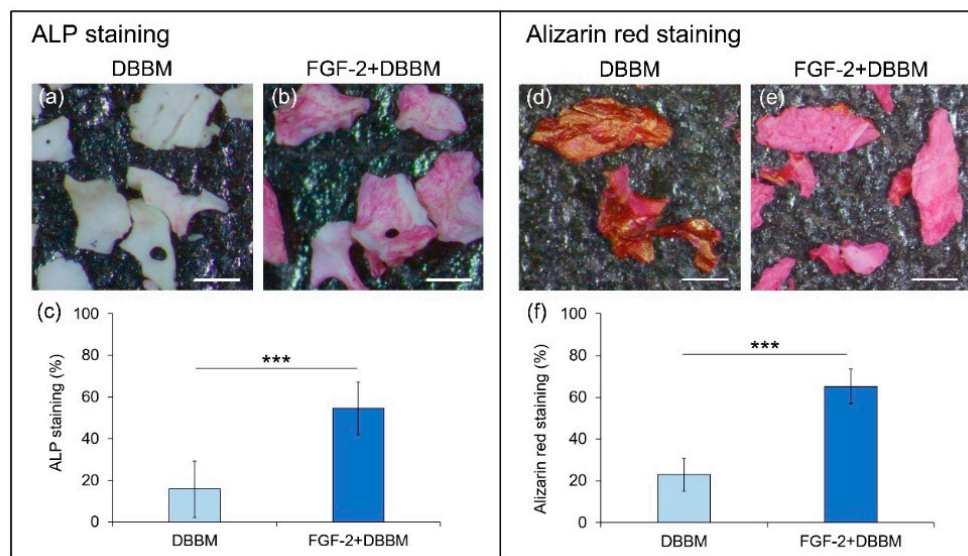 ALP staining
DBBM FGF-2+DBBM
(a) (b)
(c)
ALP staining (%)
100
80
60
40
20
0
***
DBBM FGF-2+DBBM
Alizarin red staining
DBBM FGF-2+DBBM
(d) (e)
(f)
Alizarin red staining (%)
100
80
60
40
20
0
***
DBBM FGF-2+DBBM